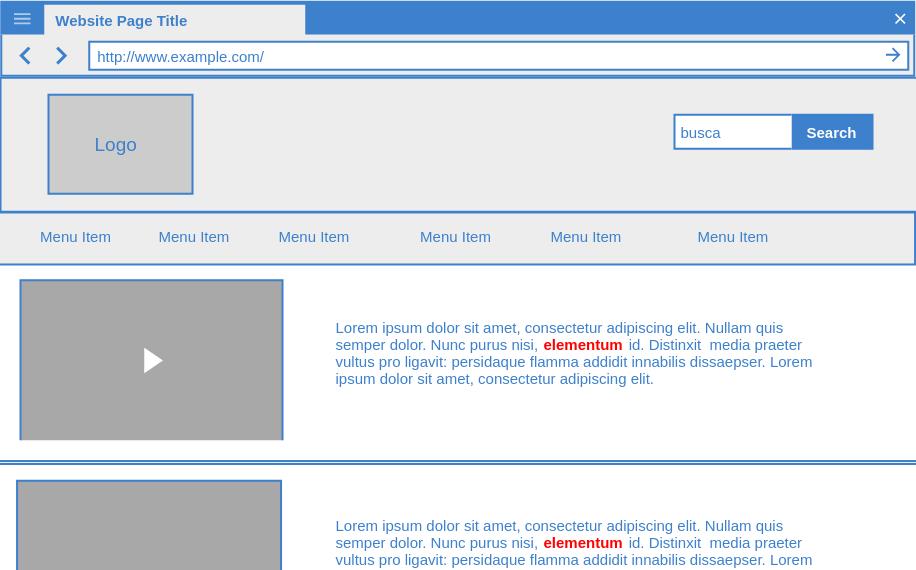 Website Page Title
http://www.example.com/
Logo
busca
Search
Menu Item Menu Item Menu Item Menu Item Menu Item Menu Item
Lorem ipsum dolor sit amet, consectetur adipiscing elit. Nullam quis
semper dolor. Nunc purus nisi, elementum id. Distinxit media praeter
vultus pro ligavit: persidaque flamma addidit innabilis dissaepser. Lorem
ipsum dolor sit amet, consectetur adipiscing elit.
Lorem ipsum dolor sit amet, consectetur adipiscing elit. Nullam quis
semper dolor. Nunc purus nisi, elementum id. Distinxit media praeter
vultus pro ligavit: persidaque flamma addidit innabilis dissaepser. Lorem